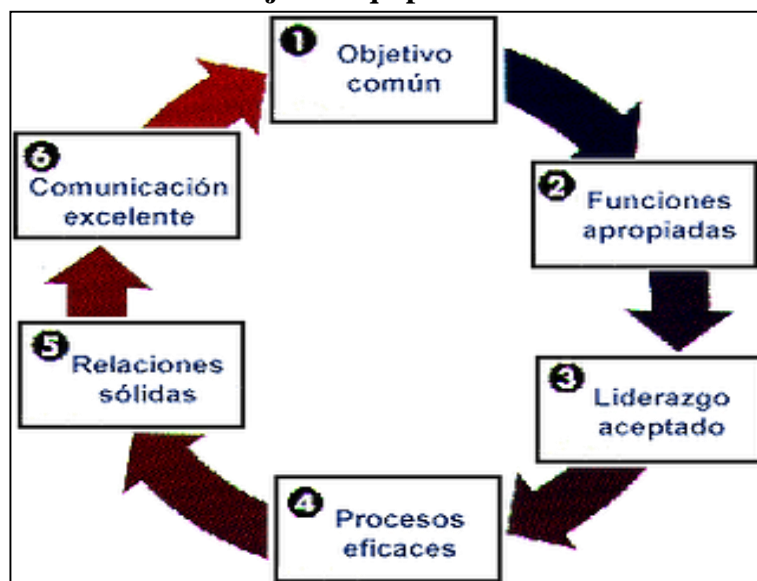 1 Objetivo
común
2 Funciones
apropiadas
3 Liderazgo
aceptado
4 Procesos
eficaces
5 Relaciones
sólidas
6 Comunicación
excelente